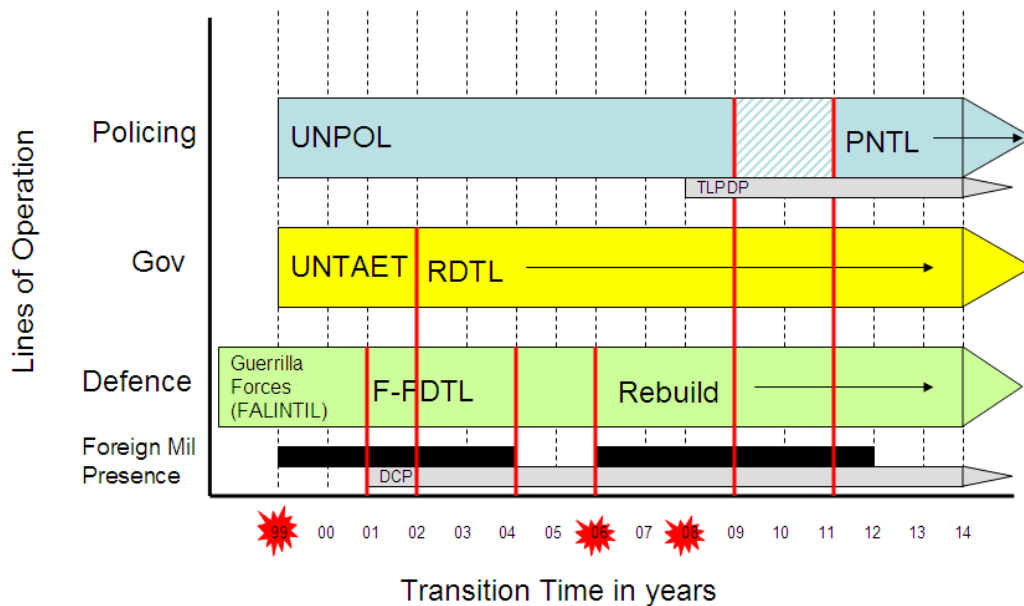 Lines of Operation
Policing
UNPOL
PNTL
TLPDP
Gov
UNTAET
RDTL
Defence
Guerrilla
Forces
(FALINTIL)
F-FDTL
Rebuild
Foreign Mil
Presence
DCP
99 00 01 02 03 04 05 06 07 08 09 10 11 12 13 14
Transition Time in years